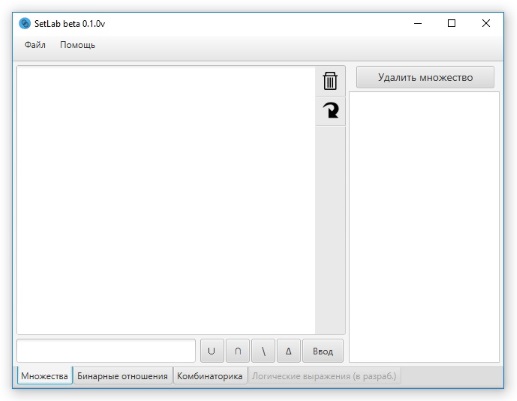 SetLab beta 0.1.0v
Файл Помощь
Удалить множество
∪ ∩ \ Δ Ввод
Множества Бинарные отношения Комбинаторика Логические выражения (в разраб.)